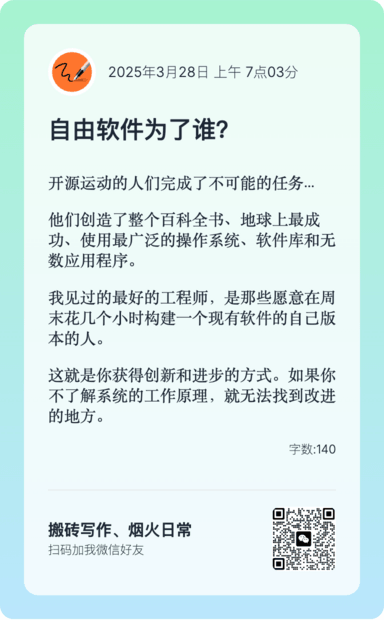 2025年3月28日 上午 7点03分
自由软件为了谁？
开源运动的人们完成了不可能的任务...
他们创造了整个百科全书、地球上最成
功、使用最广泛的操作系统、软件库和无
数应用程序。
我见过的最好的工程师，是那些愿意在周
末花几个小时构建一个现有软件的自己版
本的人。
这就是你获得创新和进步的方式。如果你
不了解系统的工作原理，就无法找到改进
的地方。
字数:140
搬砖写作、烟火日常
扫码加我微信好友